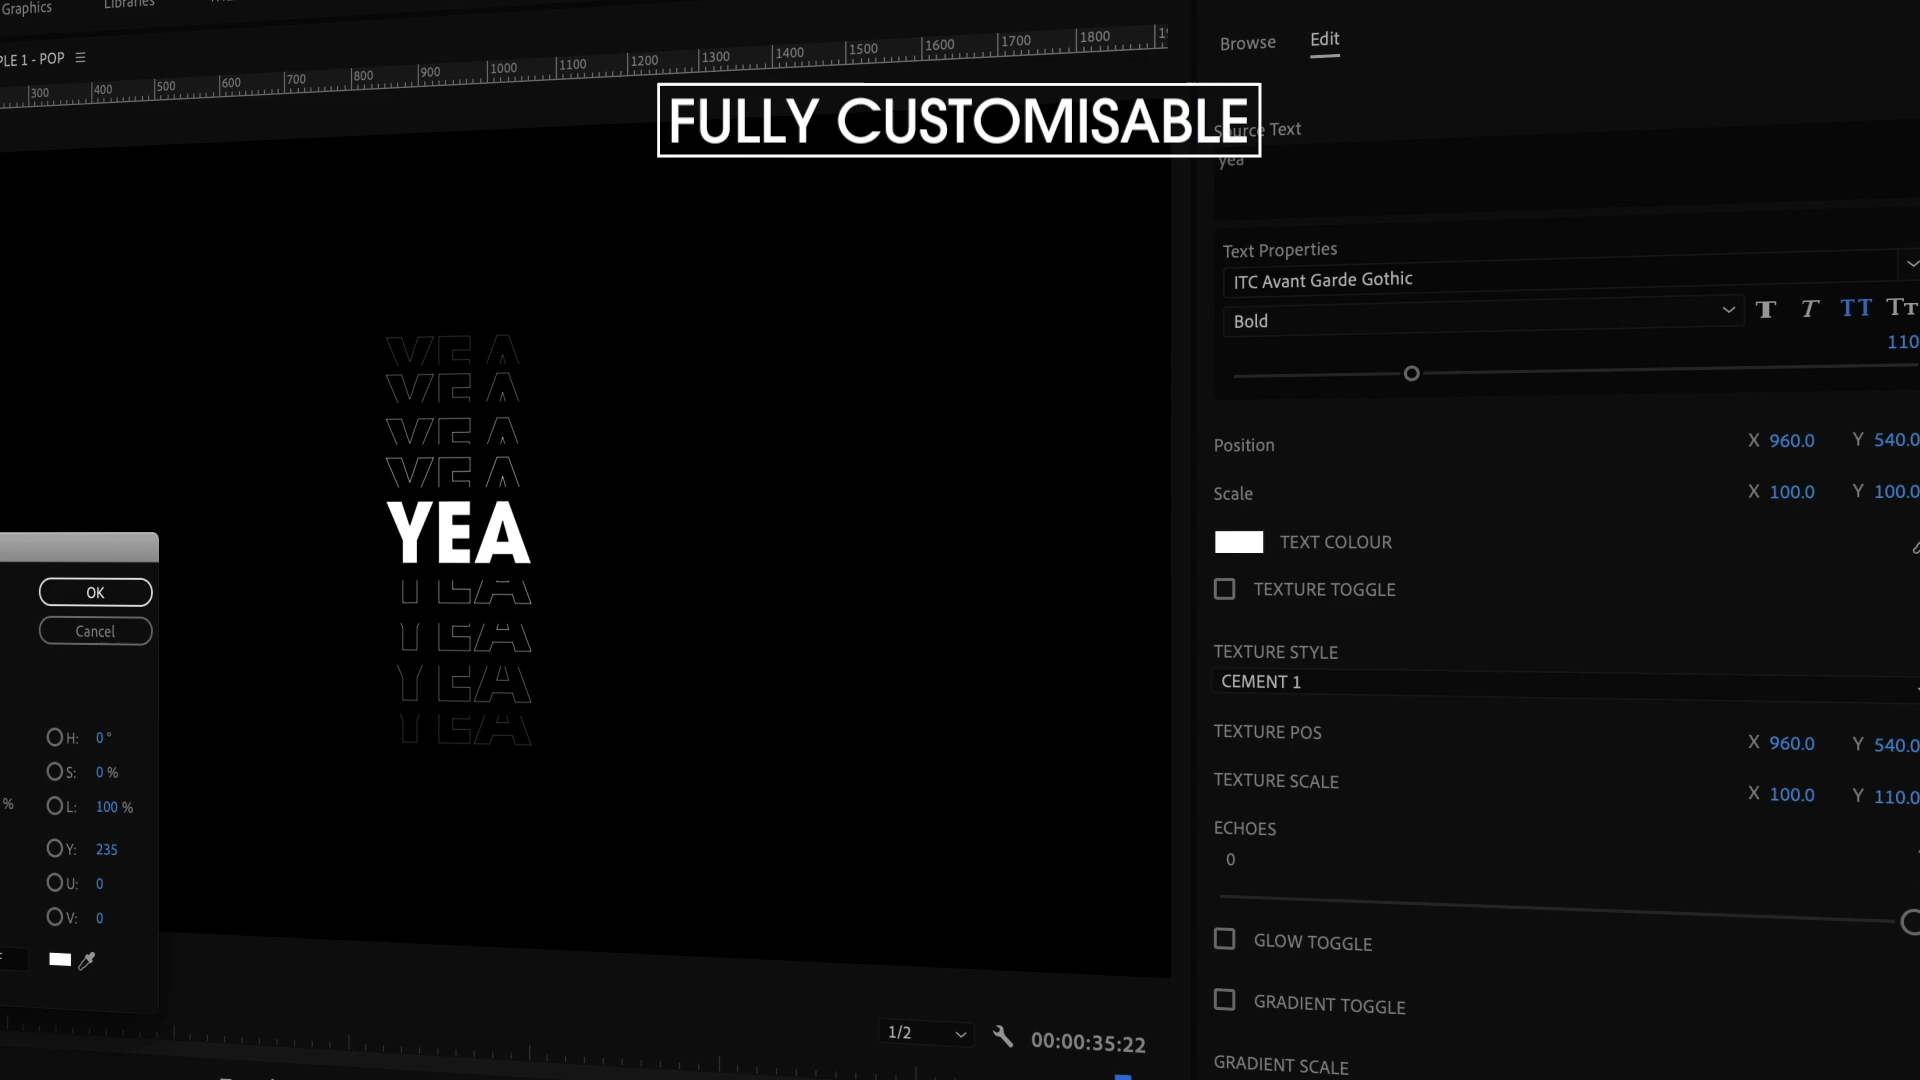 Graphics
Libraries
PLE 1 - POP
300 400 500 600 700 800 900 1000 1100 1200 1300 1400 1500 1600 1700 1800
Browse
Edit
FULLY CUSTOMISABLE
Source Text
yea
Text Properties
ITC Avant Garde Gothic
Bold
T T TT Tт
110
Position
X 960.0 Y 540.0
Scale
X 100.0 Y 100.0
TEXT COLOUR
TEXTURE TOGGLE
TEXTURE STYLE
CEMENT 1
TEXTURE POS
X 960.0 Y 540.0
TEXTURE SCALE
X 100.0 Y 110.0
ECHOES
0
GLOW TOGGLE
GRADIENT TOGGLE
GRADIENT SCALE
YEA
YEA
YEA
YEA
YEA
YEA
YEA
YEA
YEA
OK
Cancel
H: 0 °
S: 0 %
% L: 100 %
Y: 235
U: 0
V: 0
1/2
00:00:35:22